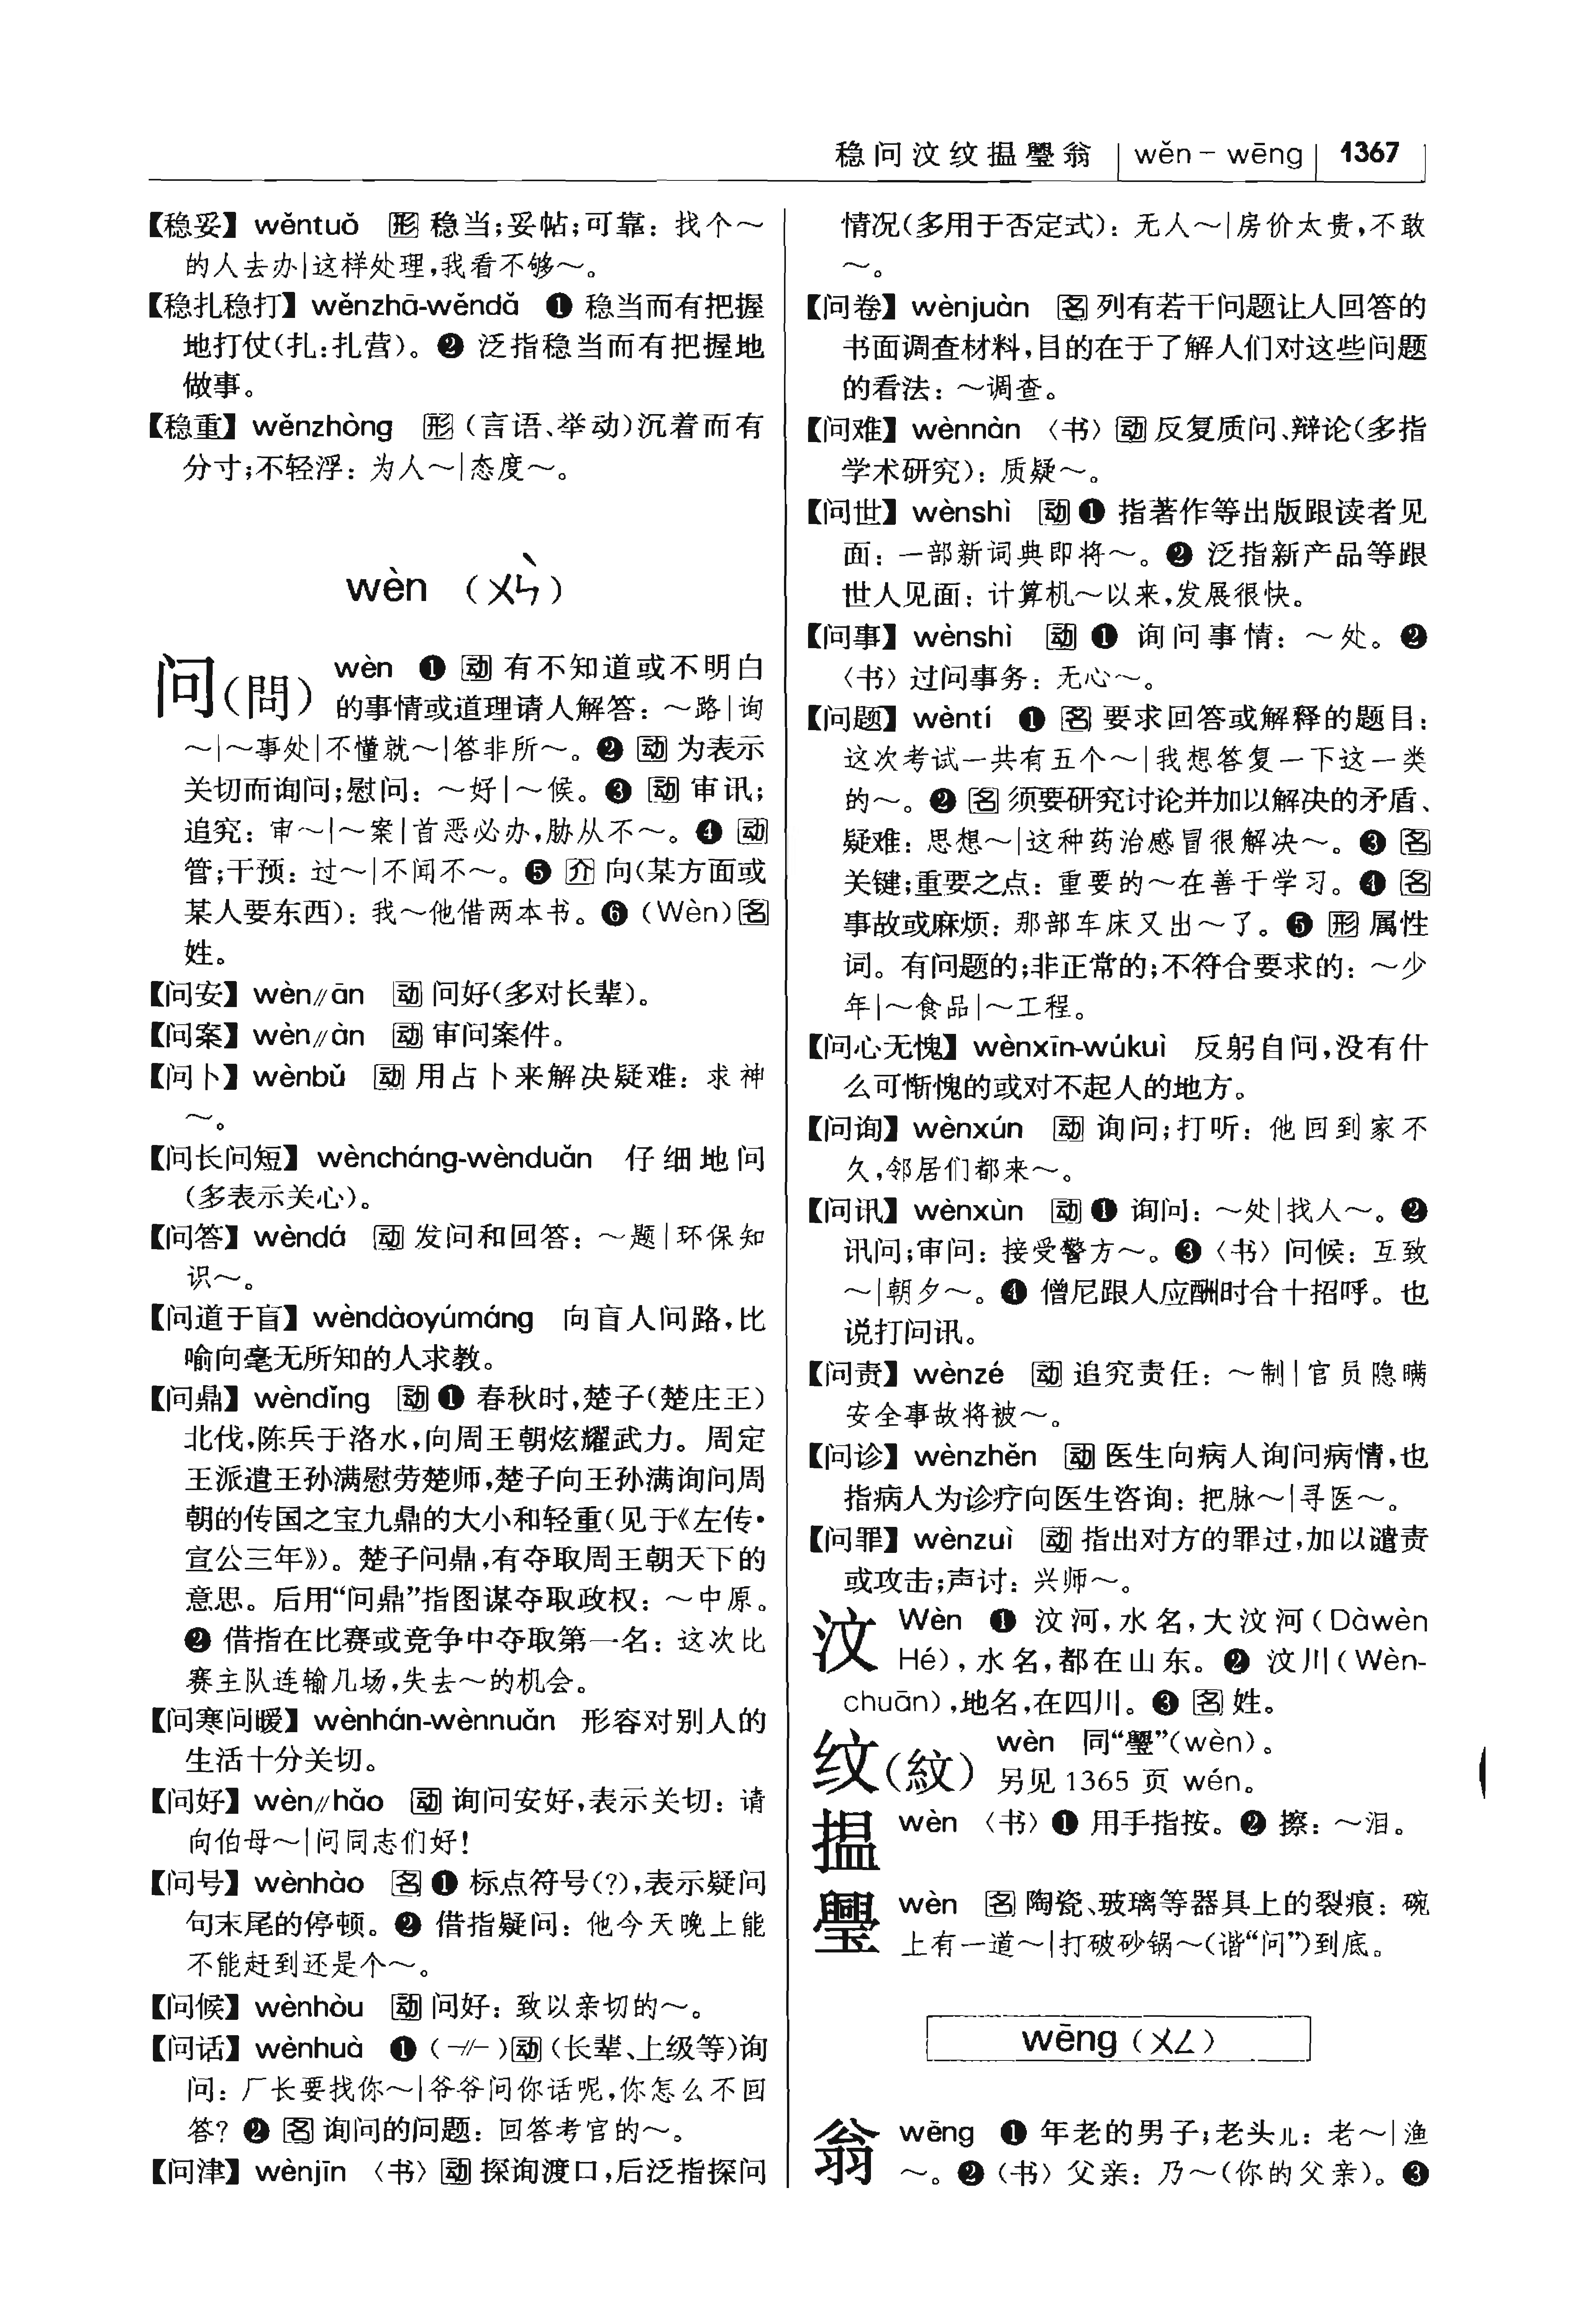 稳问汶纹揾璺翁 wěn－wēng 1367
【稳妥】 wěntuǒ 形 稳当;妥帖;可靠：找个～
的人去办|这样处理,我看不够～。
【稳扎稳打】 wěnzhā-wěndǎ ❶ 稳当而有把握
地打仗(扎:扎营)。❷ 泛指稳当而有把握地
做事。
【稳重】 wěnzhòng 形 (言语、举动)沉着而有
分寸;不轻浮：为人～|态度～。
wèn （ㄨㄣˋ）
问(問) wèn ❶ 动 有不知道或不明白
的事情或道理请人解答：～路|询
～|～事处|不懂就～|答非所～。❷ 动 为表示
关切而询问;慰问：～好|～候。❸ 动 审讯;
追究：审～|～案|首恶必办,胁从不～。❹ 动
管;干预：过～|不闻不～。❺ 介 向(某方面或
某人要东西)：我～他借两本书。❻ (Wèn)名
姓。
【问安】 wèn∥ān 动 问好(多对长辈)。
【问案】 wèn∥àn 动 审问案件。
【问卜】 wènbǔ 动 用占卜来解决疑难：求神
～。
【问长问短】 wèncháng-wènduǎn 仔细地问
(多表示关心)。
【问答】 wèndá 动 发问和回答：～题|环保知
识～。
【问道于盲】 wèndàoyúmáng 向盲人问路,比
喻向毫无所知的人求教。
【问鼎】 wèndǐng 动 ❶ 春秋时,楚子(楚庄王)
北伐,陈兵于洛水,向周王朝炫耀武力。周定
王派遣王孙满慰劳楚师,楚子向王孙满询问周
朝的传国之宝九鼎的大小和轻重(见于《左传·
宣公三年》)。楚子问鼎,有夺取周王朝天下的
意思。后用“问鼎”指图谋夺取政权：～中原。
❷ 借指在比赛或竞争中夺取第一名：这次比
赛主队连输几场,失去～的机会。
【问寒问暖】 wènhán-wènnuǎn 形容对别人的
生活十分关切。
【问好】 wèn∥hǎo 动 询问安好,表示关切：请
向伯母～|问同志们好!
【问号】 wènhào 名 ❶ 标点符号(?),表示疑问
句末尾的停顿。❷ 借指疑问：他今天晚上能
不能赶到还是个～。
【问候】 wènhòu 动 问好：致以亲切的～。
【问话】 wènhuà ❶ (-∥-)动 (长辈、上级等)询
问：厂长要找你～|爷爷问你话呢,你怎么不回
答? ❷ 名 询问的问题：回答考官的～。
【问津】 wènjīn 〈书〉动 探询渡口,后泛指探问
情况(多用于否定式)：无人～|房价太贵,不敢
～。
【问卷】 wènjuàn 名 列有若干问题让人回答的
书面调查材料,目的在于了解人们对这些问题
的看法：～调查。
【问难】 wènnàn 〈书〉动 反复质问、辩论(多指
学术研究)：质疑～。
【问世】 wènshì 动 ❶ 指著作等出版跟读者见
面：一部新词典即将～。❷ 泛指新产品等跟
世人见面：计算机～以来,发展很快。
【问事】 wènshì 动 ❶ 询问事情：～处。❷
〈书〉过问事务：无心～。
【问题】 wèntí ❶ 名 要求回答或解释的题目：
这次考试一共有五个～|我想答复一下这一类
的～。❷ 名 须要研究讨论并加以解决的矛盾、
疑难：思想～|这种药治感冒很解决～。❸ 名
关键;重要之点：重要的～在善于学习。❹ 名
事故或麻烦：那部车床又出～了。❺ 形 属性
词。有问题的;非正常的;不符合要求的：～少
年|～食品|～工程。
【问心无愧】 wènxīn-wúkuì 反躬自问,没有什
么可惭愧的或对不起人的地方。
【问询】 wènxún 动 询问;打听：他回到家不
久,邻居们都来～。
【问讯】 wènxùn 动 ❶ 询问：～处|找人～。❷
讯问;审问：接受警方～。❸〈书〉问候：互致
～|朝夕～。❹ 僧尼跟人应酬时合十招呼。也
说打问讯。
【问责】 wènzé 动 追究责任：～制|官员隐瞒
安全事故将被～。
【问诊】 wènzhěn 动 医生向病人询问病情,也
指病人为诊疗向医生咨询：把脉～|寻医～。
【问罪】 wènzuì 动 指出对方的罪过,加以谴责
或攻击;声讨：兴师～。
汶 Wèn ❶ 汶河,水名,大汶河(Dàwèn
Hé),水名,都在山东。❷ 汶川(Wèn-
chuān),地名,在四川。❸ 名 姓。
纹(紋) wèn 同“璺”(wèn)。
另见 1365 页 wén。
揾 wèn 〈书〉❶ 用手指按。❷ 擦：～泪。
璺 wèn 名 陶瓷、玻璃等器具上的裂痕：碗
上有一道～|打破砂锅～(谐“问”)到底。
wēng（ㄨㄥ）
翁 wēng ❶ 年老的男子;老头儿：老～|渔
～。❷〈书〉父亲：乃～(你的父亲)。❸